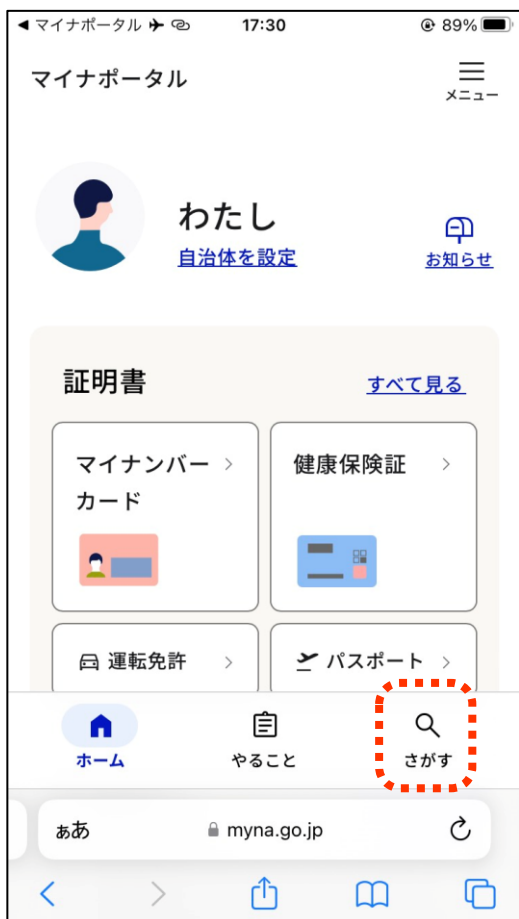 マイナポータル 17:30 89%
マイナポータル
メニュー
わたし
自治体を設定
お知らせ
証明書 すべて見る
マイナンバー 健康保険証
カード
運転免許 パスポート
ホーム やること さがす
ぁあ myna.go.jp